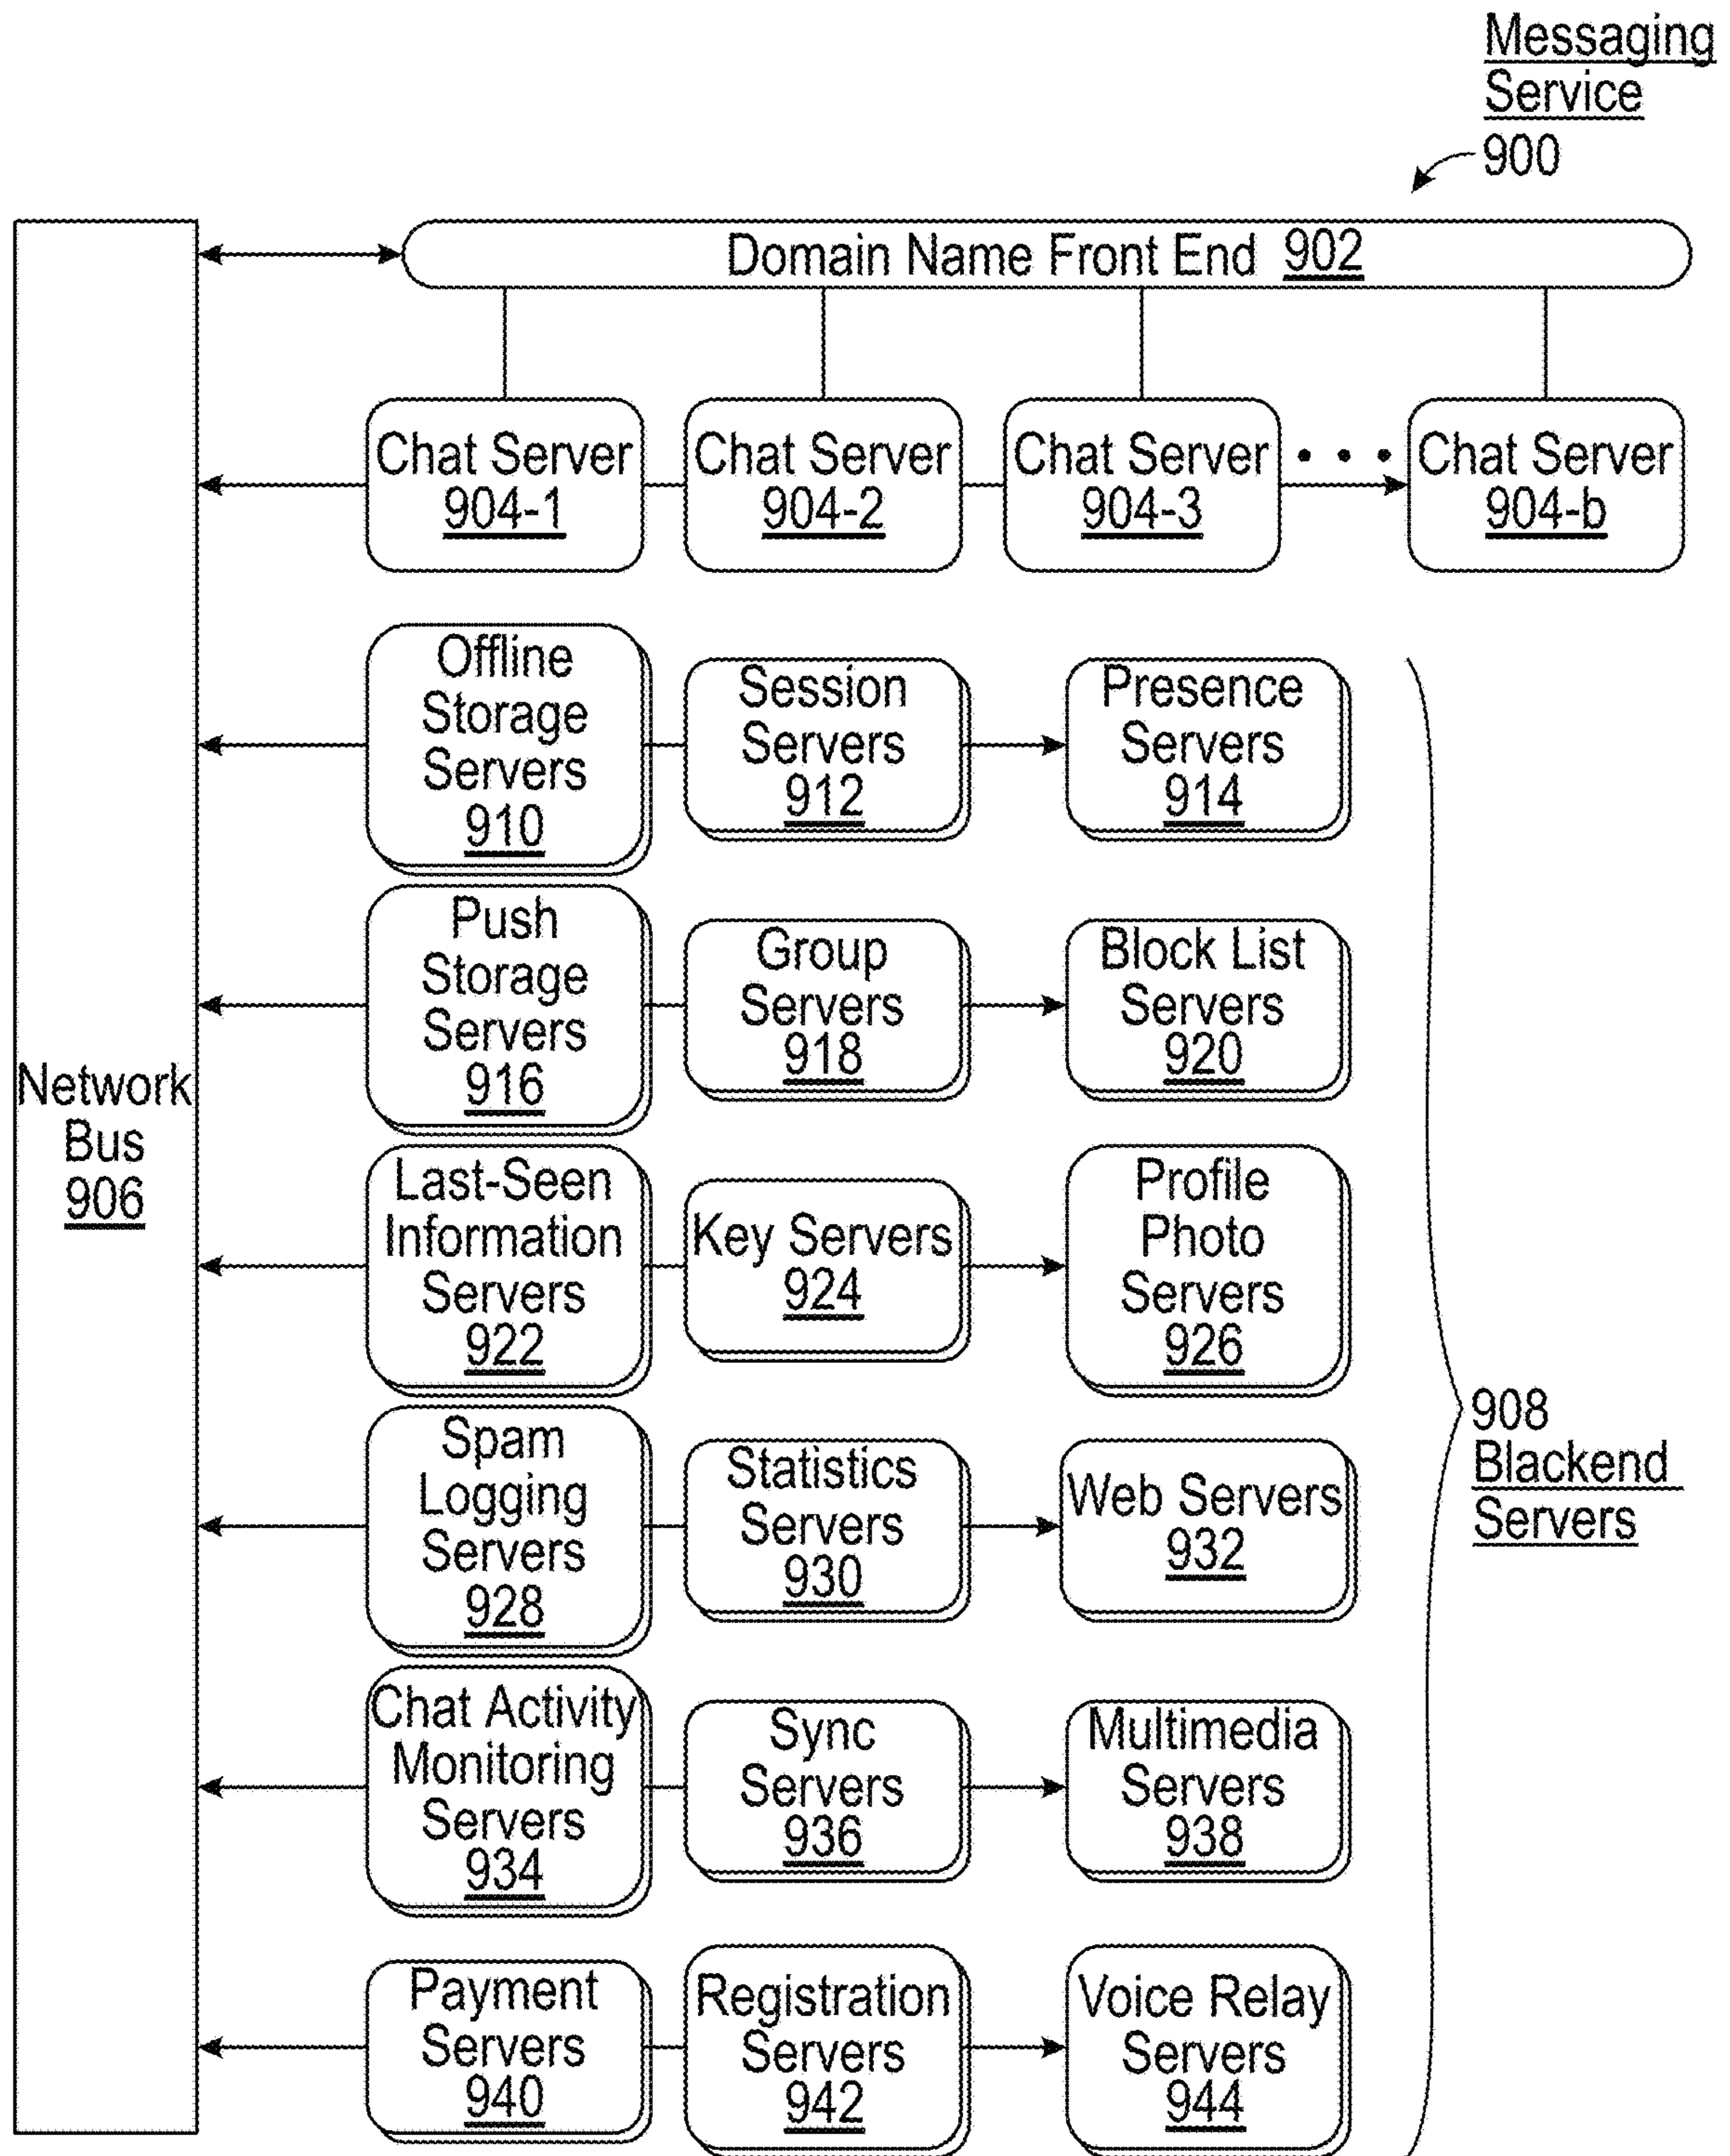 Messaging
Service
900
Domain Name Front End 902
Chat Server
904-1
Chat Server
904-2
Chat Server
904-3
• • •
Chat Server
904-b
Network
Bus
906
Offline
Storage
Servers
910
Session
Servers
912
Presence
Servers
914
Push
Storage
Servers
916
Group
Servers
918
Block List
Servers
920
Last-Seen
Information
Servers
922
Key Servers
924
Profile
Photo
Servers
926
Spam
Logging
Servers
928
Statistics
Servers
930
Web Servers
932
908
Blackend
Servers
Chat Activity
Monitoring
Servers
934
Sync
Servers
936
Multimedia
Servers
938
Payment
Servers
940
Registration
Servers
942
Voice Relay
Servers
944